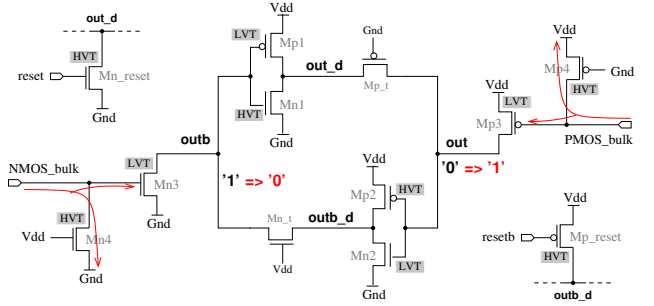 out_d
HVT
reset
Mn_reset
Gnd
Vdd
LVT
Mp1
HVT
Mn1
Gnd
out_d
Gnd
Mp_t
Vdd
Mp4
Gnd
HVT
Vdd
LVT
Mp3
PMOS_bulk
outb
out
'1' => '0'
'0' => '1'
NMOS_bulk
LVT
Mn3
Gnd
HVT
Vdd
Mn4
Gnd
Mn_t
Vdd
outb_d
Vdd
Mp2
HVT
Mn2
LVT
Gnd
Vdd
resetb
Mp_reset
HVT
outb_d